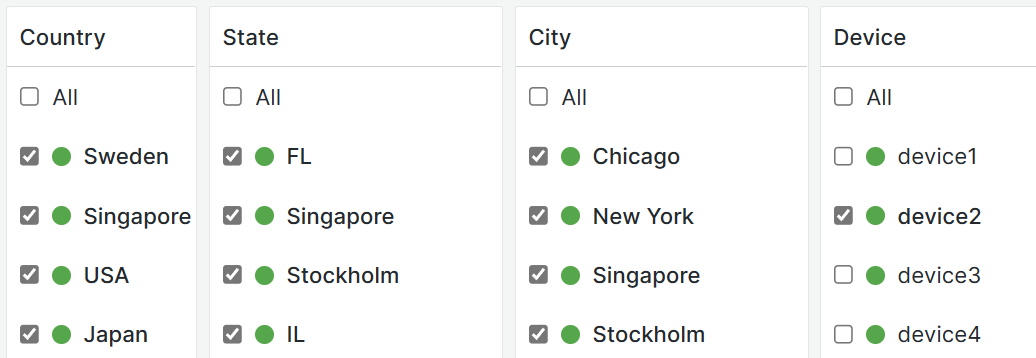 Country State City Device
All All All All
Sweden FL Chicago device1
Singapore Singapore New York device2
USA Stockholm Singapore device3
Japan IL Stockholm device4